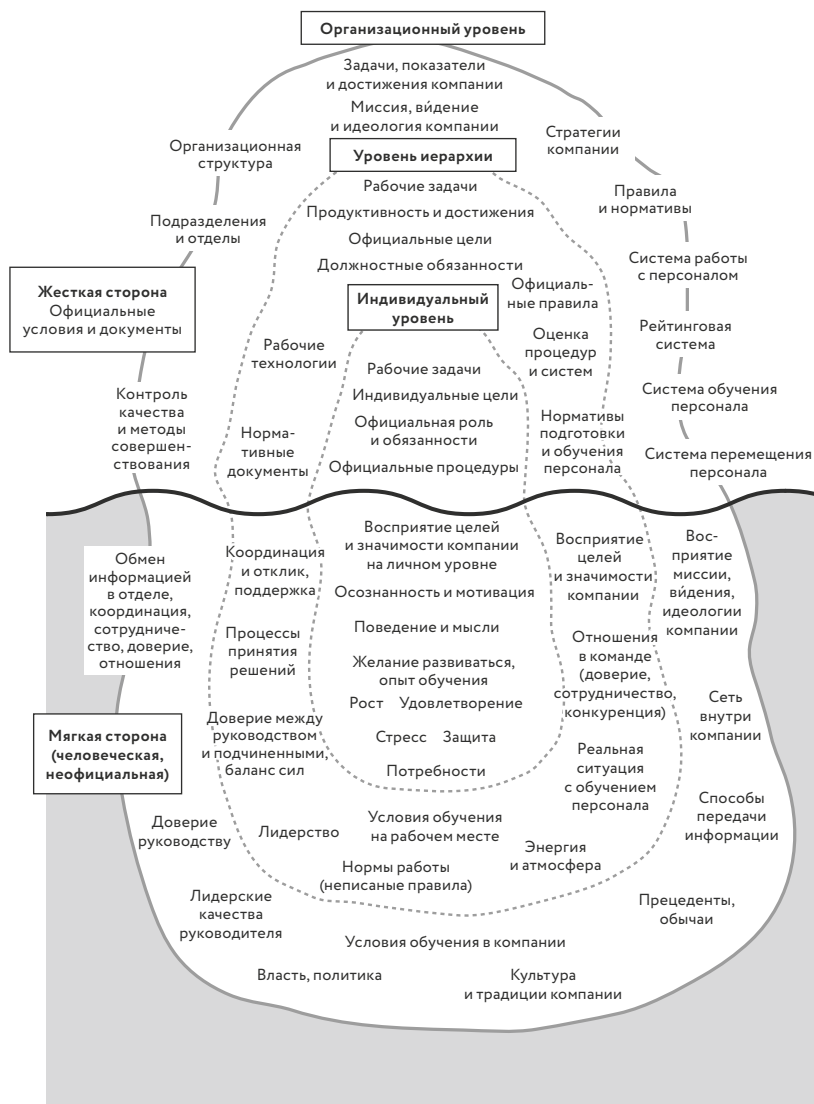 Организационный уровень
Задачи, показатели
и достижения компании
Миссия, ви́дение
и идеология компании
Стратегии
компании
Организационная
структура
Уровень иерархии
Рабочие задачи
Правила
и нормативы
Продуктивность и достижения
Подразделения
и отделы
Официальные цели
Должностные обязанности
Система работы
с персоналом
Жесткая сторона
Официальные
условия и документы
Официаль-
ные правила
Индивидуальный
уровень
Рабочие
технологии
Оценка
процедур
и систем
Рейтинговая
система
Рабочие задачи
Индивидуальные цели
Контроль
качества
и методы
совершен-
ствования
Система обучения
персонала
Официальная роль
и обязанности
Норма-
тивные
документы
Нормативы
подготовки
и обучения
персонала
Официальные процедуры
Система перемещения
персонала
Восприятие целей
и значимости компании
на личном уровне
Обмен
информацией
в отделе,
координация,
сотрудниче-
ство, доверие,
отношения
Координация
и отклик,
поддержка
Восприятие
целей
и значимости
компании
Вос-
приятие
миссии,
ви́дения,
идеологии
компании
Осознанность и мотивация
Поведение и мысли
Процессы
принятия
решений
Отношения
в команде
(доверие,
сотрудничество,
конкуренция)
Желание развиваться,
опыт обучения
Рост Удовлетворение
Сеть
внутри
компании
Мягкая сторона
(человеческая,
неофициальная)
Доверие между
руководством
и подчиненными,
баланс сил
Стресс Защита
Реальная
ситуация
с обучением
персонала
Потребности
Способы
передачи
информации
Доверие
руководству
Лидерство
Условия обучения
на рабочем месте
Энергия
и атмосфера
Нормы работы
(неписаные правила)
Лидерские
качества
руководителя
Прецеденты,
обычаи
Условия обучения в компании
Власть, политика
Культура
и традиции компании